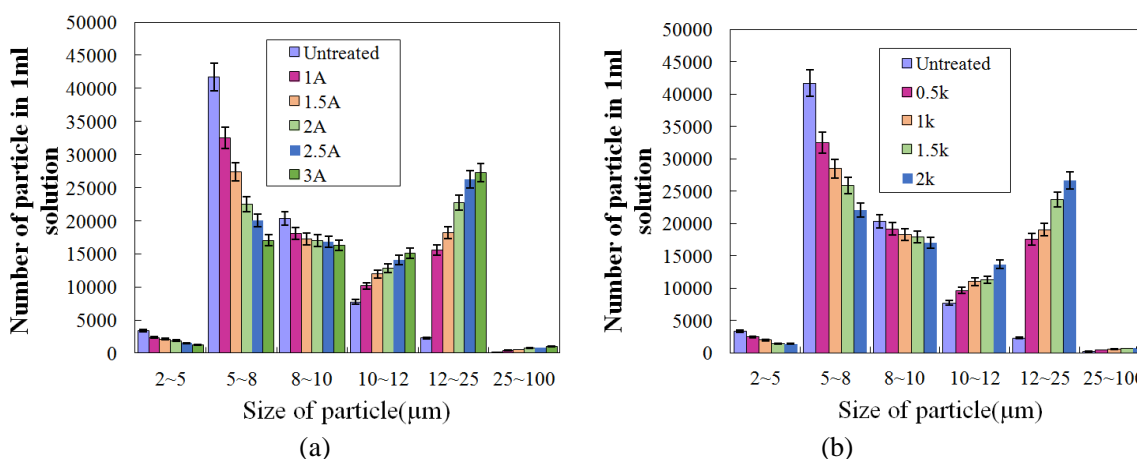 50000
45000
40000
35000
30000
25000
20000
15000
10000
5000
0
Number of particle in 1ml
solution
Untreated
1A
1.5A
2A
2.5A
3A
2~5
5~8
8~10
10~12
12~25
25~100
Size of particle(µm)
(a)
50000
45000
40000
35000
30000
25000
20000
15000
10000
5000
0
Number of particle in 1ml
solution
Untreated
0.5k
1k
1.5k
2k
2~5
5~8
8~10
10~12
12~25
25~100
Size of particle(µm)
(b)